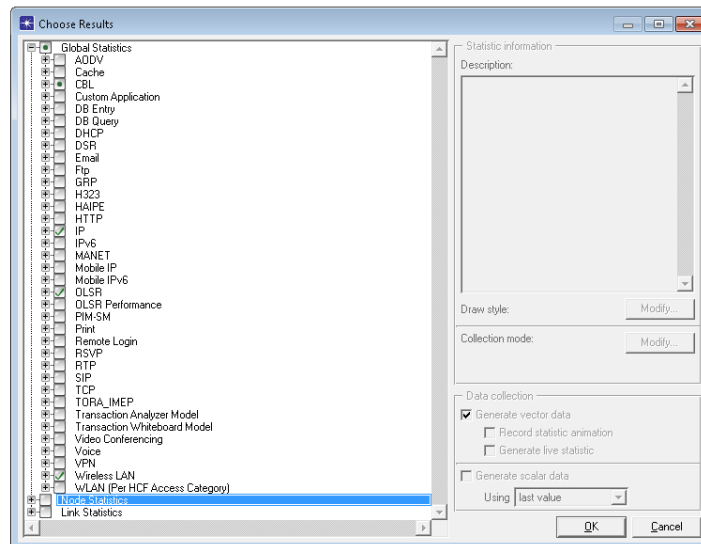 Choose Results
Global Statistics
AODV
Cache
CBL
Custom Application
DB Entry
DB Query
DHCP
DSR
Email
Ftp
GRP
H323
HAIPE
HTTP
IP
IPv6
MANET
Mobile IP
Mobile IPv6
OLSR
OLSR Performance
PIM-SM
Print
Remote Login
RSVP
RTP
SIP
TCP
TORA_IMEP
Transaction Analyzer Model
Transaction Whiteboard Model
Video Conferencing
Voice
VPN
Wireless LAN
WLAN (Per HCF Access Category)
Node Statistics
Link Statistics
Statistic information
Description:
Draw style:
Modify...
Collection mode:
Modify...
Data collection
Generate vector data
Record statistic animation
Generate live statistic
Generate scalar data
Using last value
OK
Cancel